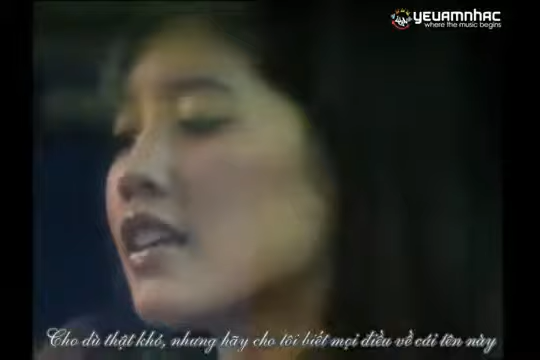 YEUAMNHAC
where the music begins
Cho dù thật khó, nhưng hãy cho tôi biết mọi điều về cái tên này